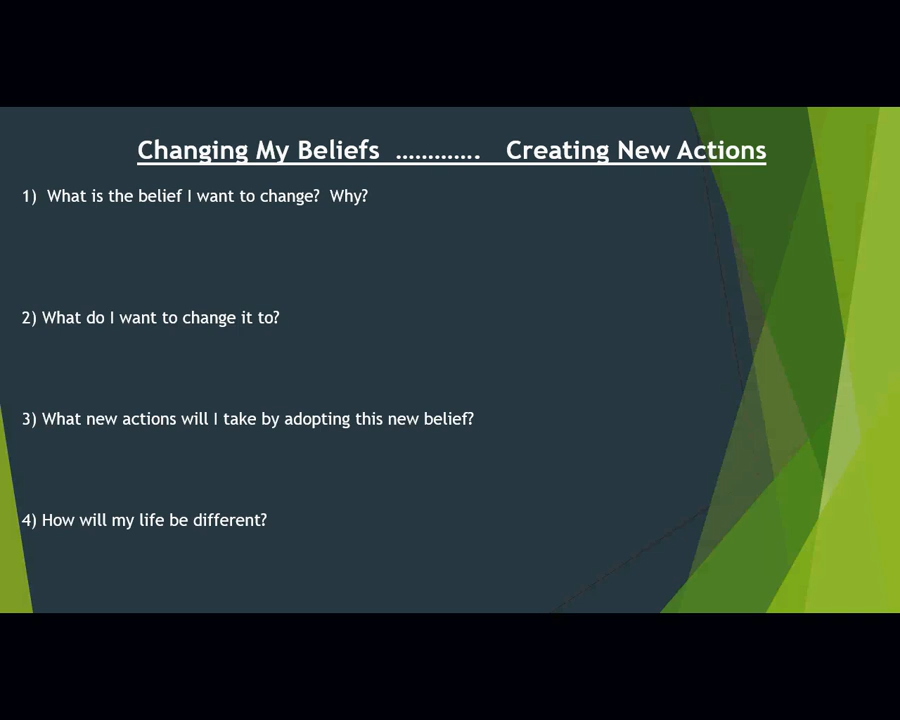 Changing My Beliefs ............. Creating New Actions
1) What is the belief I want to change? Why?
2) What do I want to change it to?
3) What new actions will I take by adopting this new belief?
4) How will my life be different?